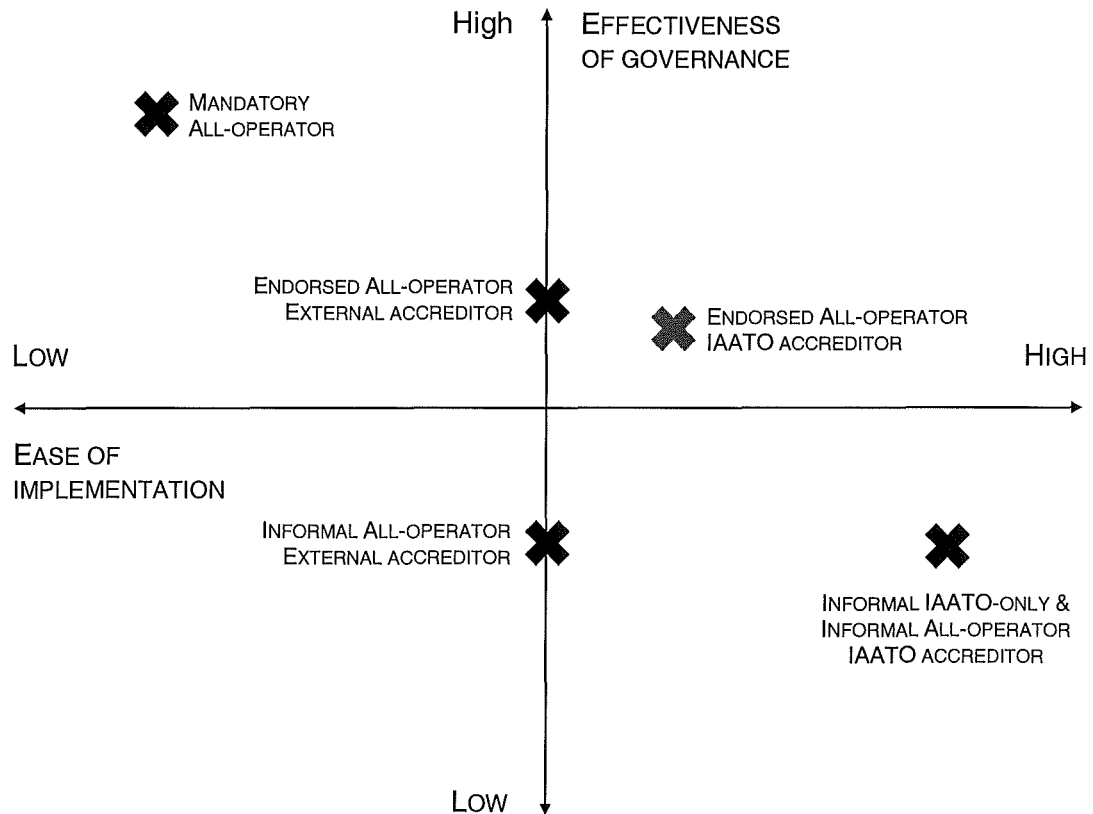 High
EFFECTIVENESS
OF GOVERNANCE
MANDATORY
ALL-OPERATOR
ENDORSED ALL-OPERATOR
EXTERNAL ACCREDITOR
ENDORSED ALL-OPERATOR
IAATO ACCREDITOR
LOW
HIGH
EASE OF
IMPLEMENTATION
INFORMAL ALL-OPERATOR
EXTERNAL ACCREDITOR
INFORMAL IAATO-ONLY &
INFORMAL ALL-OPERATOR
IAATO ACCREDITOR
LOW